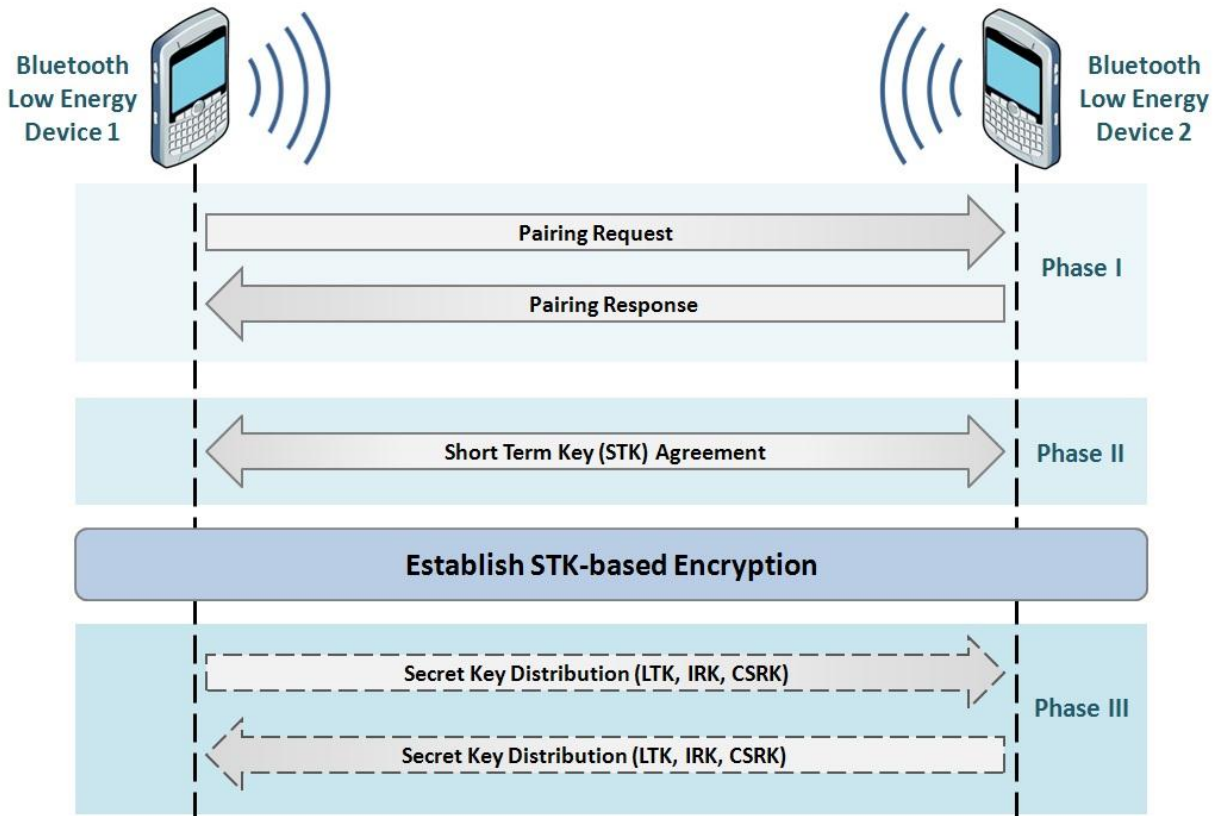 Bluetooth
Low Energy
Device 1
Bluetooth
Low Energy
Device 2
Pairing Request
Phase I
Pairing Response
Short Term Key (STK) Agreement
Phase II
Establish STK-based Encryption
Secret Key Distribution (LTK, IRK, CSRK)
Phase III
Secret Key Distribution (LTK, IRK, CSRK)